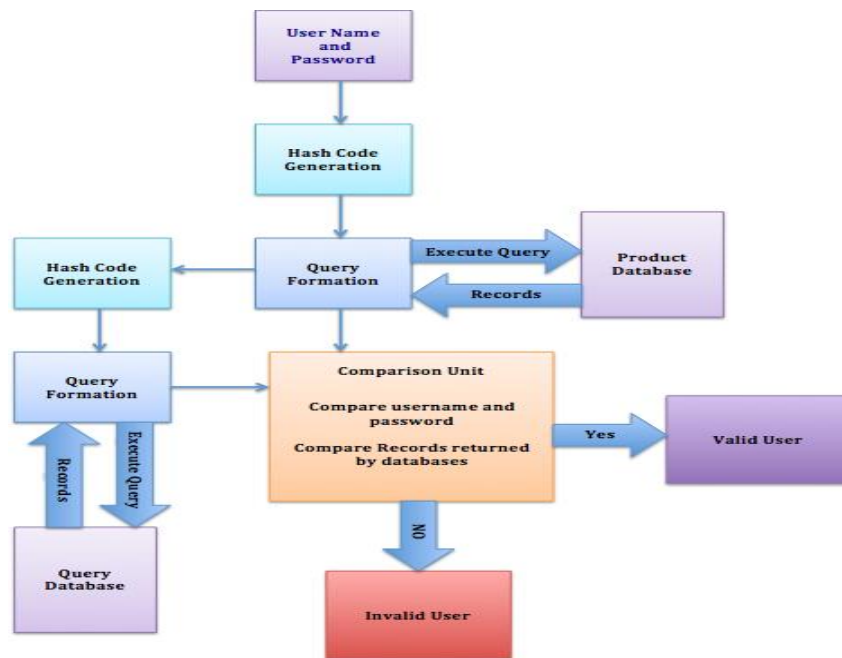 User Name
and
Password
Hash Code
Generation
Hash Code
Generation
Query
Formation
Execute Query
Records
Product
Database
Query
Formation
Comparison Unit
Compare username and
password
Compare Records returned
by databases
Yes
Valid User
Records
Execute Query
NO
Query
Database
Invalid User